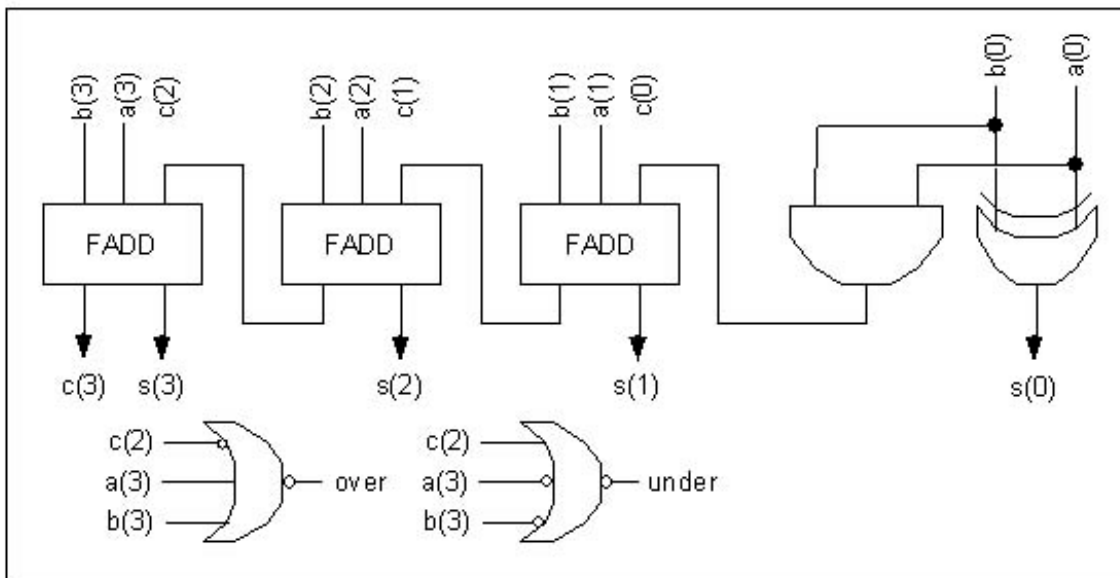 b(3) a(3) c(2) b(2) a(2) c(1) b(1) a(1) c(0) b(0) a(0)
FADD FADD FADD
c(3) s(3) s(2) s(1) s(0)
c(2) c(2)
a(3) over a(3) under
b(3) b(3)